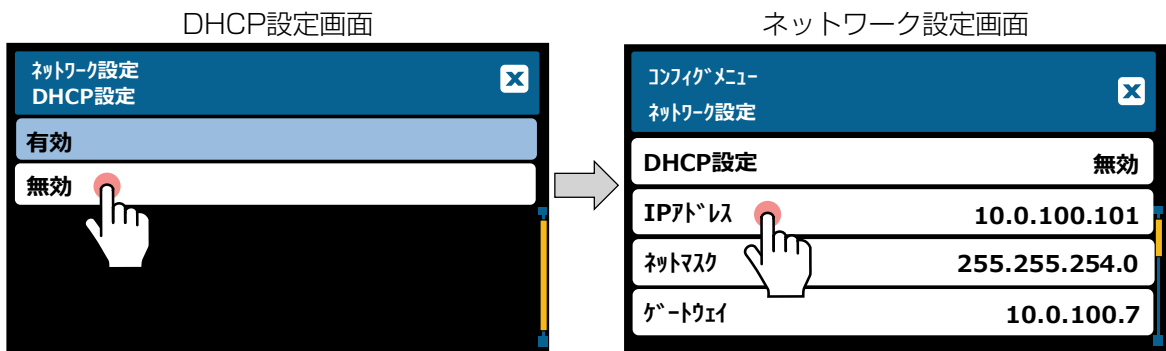 DHCP設定画面
ネットワーク設定
DHCP設定
有効
無効
ネットワーク設定画面
コンフィグメニュー
ネットワーク設定
DHCP設定 無効
IPアドレス 10.0.100.101
ネットマスク 255.255.254.0
ゲートウェイ 10.0.100.7